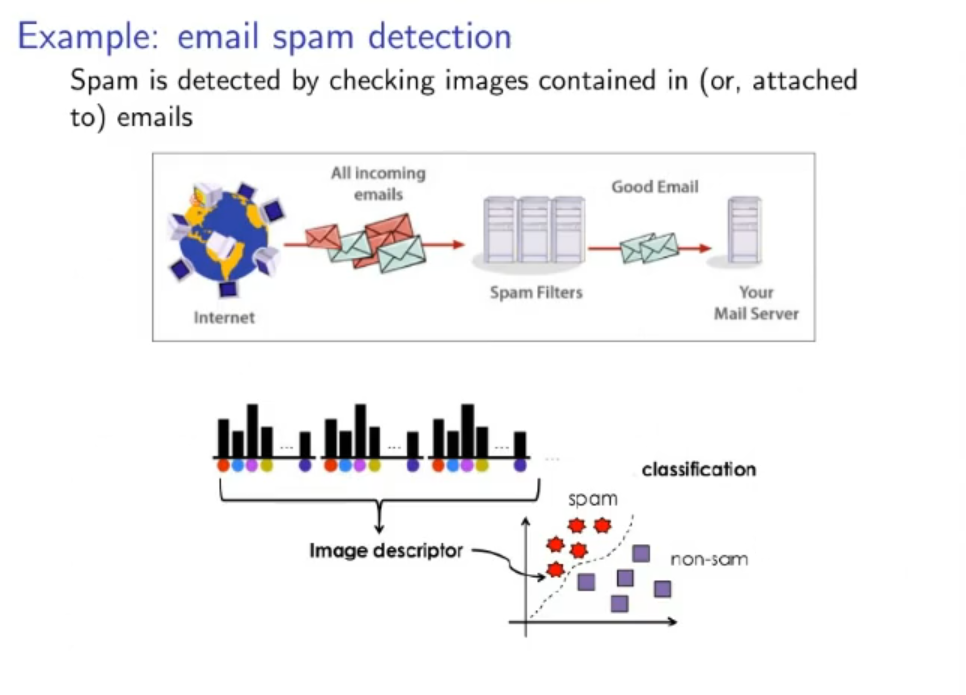 Example: email spam detection
Spam is detected by checking images contained in (or, attached
to) emails
All incoming
emails
Good Email
Spam Filters
Your
Mail Server
Internet
...
...
...
...
classification
spam
Image descriptor
non-sam